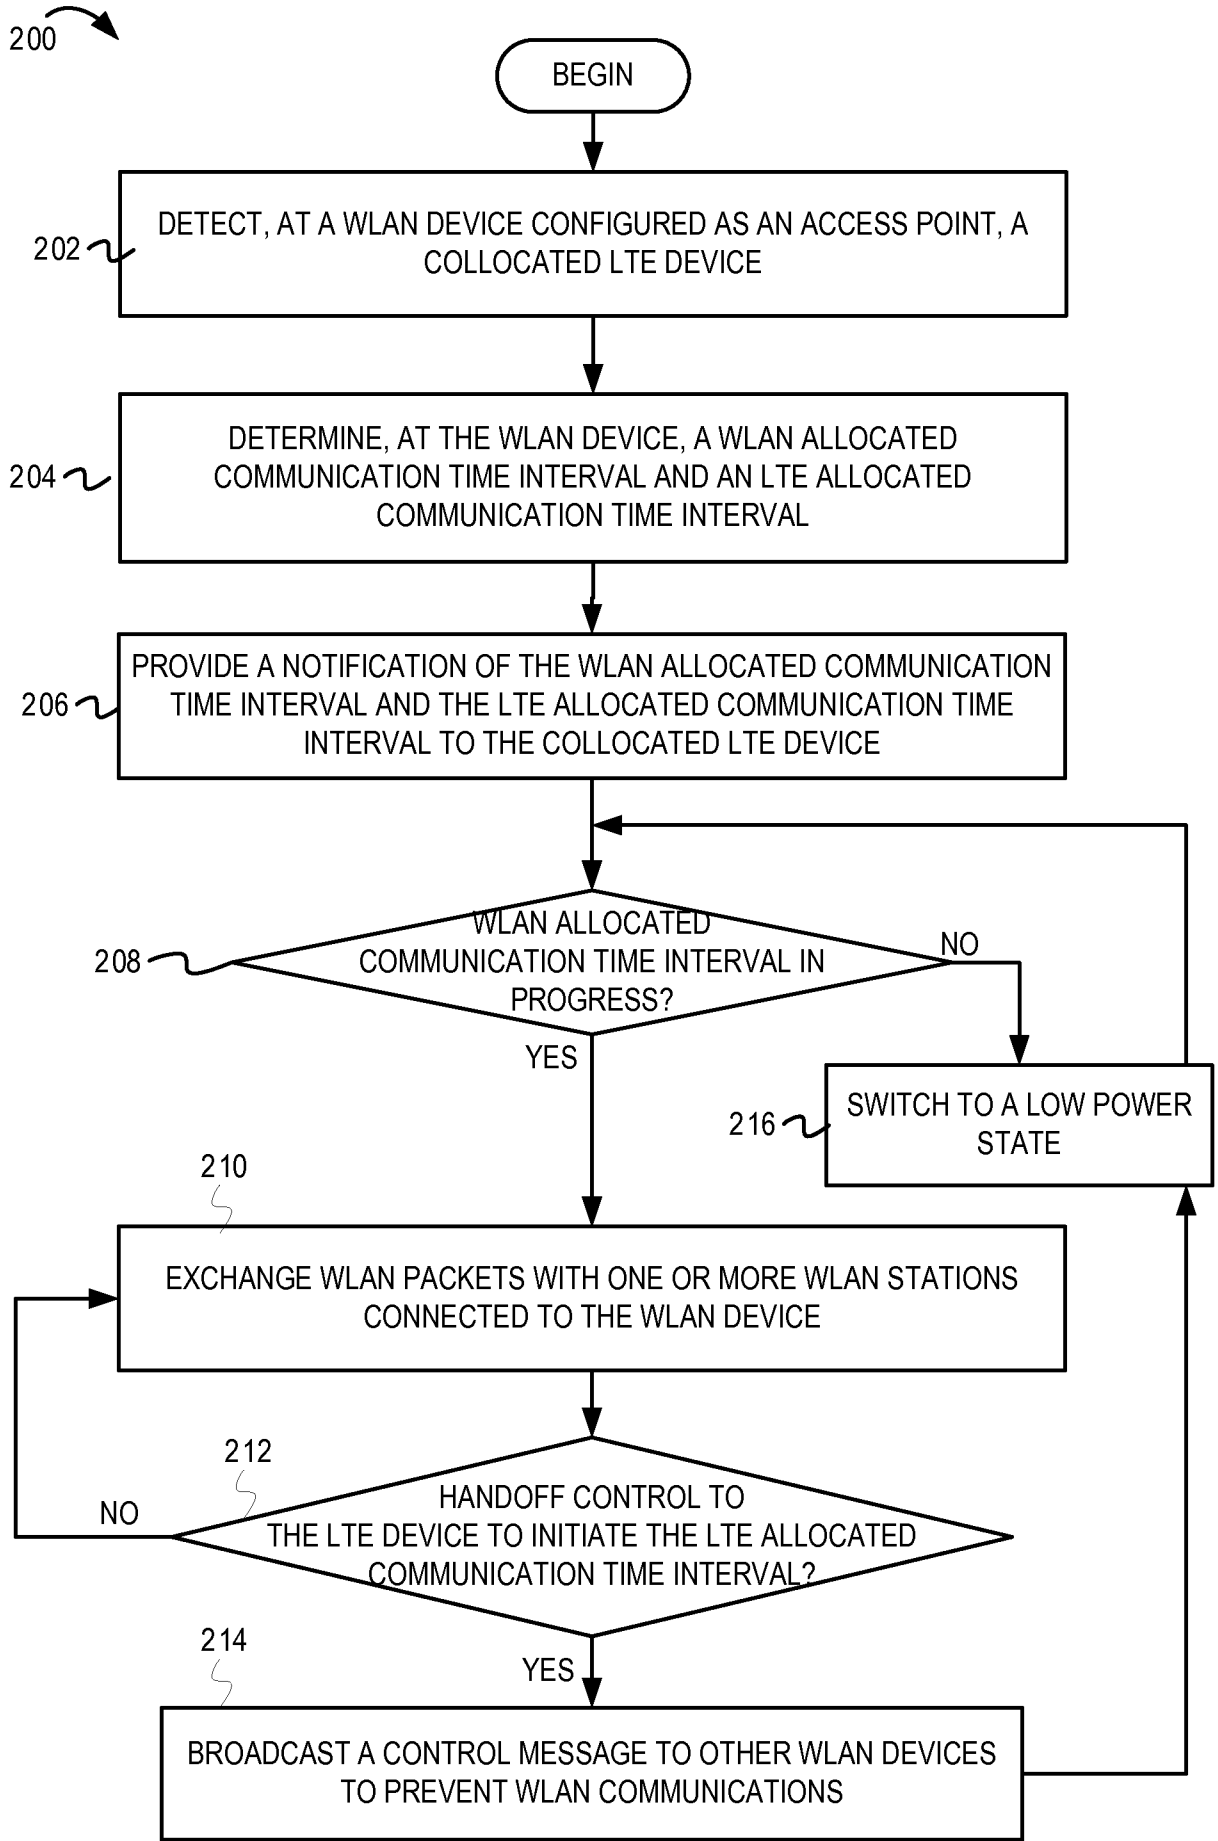 200
BEGIN
DETECT, AT A WLAN DEVICE CONFIGURED AS AN ACCESS POINT, A
COLLOCATED LTE DEVICE
202
DETERMINE, AT THE WLAN DEVICE, A WLAN ALLOCATED
COMMUNICATION TIME INTERVAL AND AN LTE ALLOCATED
COMMUNICATION TIME INTERVAL
204
PROVIDE A NOTIFICATION OF THE WLAN ALLOCATED COMMUNICATION
TIME INTERVAL AND THE LTE ALLOCATED COMMUNICATION TIME
INTERVAL TO THE COLLOCATED LTE DEVICE
206
WLAN ALLOCATED
COMMUNICATION TIME INTERVAL IN
PROGRESS?
208
NO
YES
SWITCH TO A LOW POWER
STATE
216
210
EXCHANGE WLAN PACKETS WITH ONE OR MORE WLAN STATIONS
CONNECTED TO THE WLAN DEVICE
212
HANDOFF CONTROL TO
THE LTE DEVICE TO INITIATE THE LTE ALLOCATED
COMMUNICATION TIME INTERVAL?
NO
YES
214
BROADCAST A CONTROL MESSAGE TO OTHER WLAN DEVICES
TO PREVENT WLAN COMMUNICATIONS